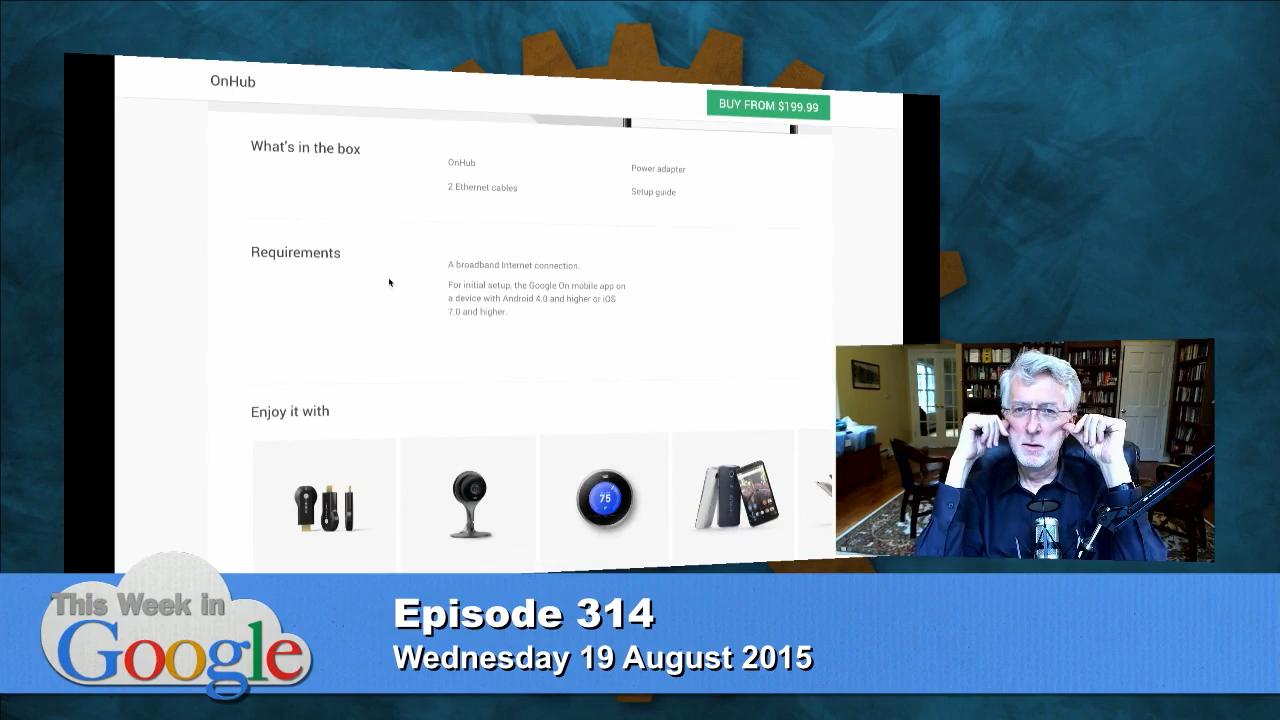 OnHub
BUY FROM $199.99
What's in the box
OnHub
Power adapter
2 Ethernet cables
Setup guide
Requirements
A broadband Internet connection.
For initial setup, the Google On mobile app on
a device with Android 4.0 and higher or iOS
7.0 and higher.
Enjoy it with
75
This Week in
Google
Episode 314
Wednesday 19 August 2015